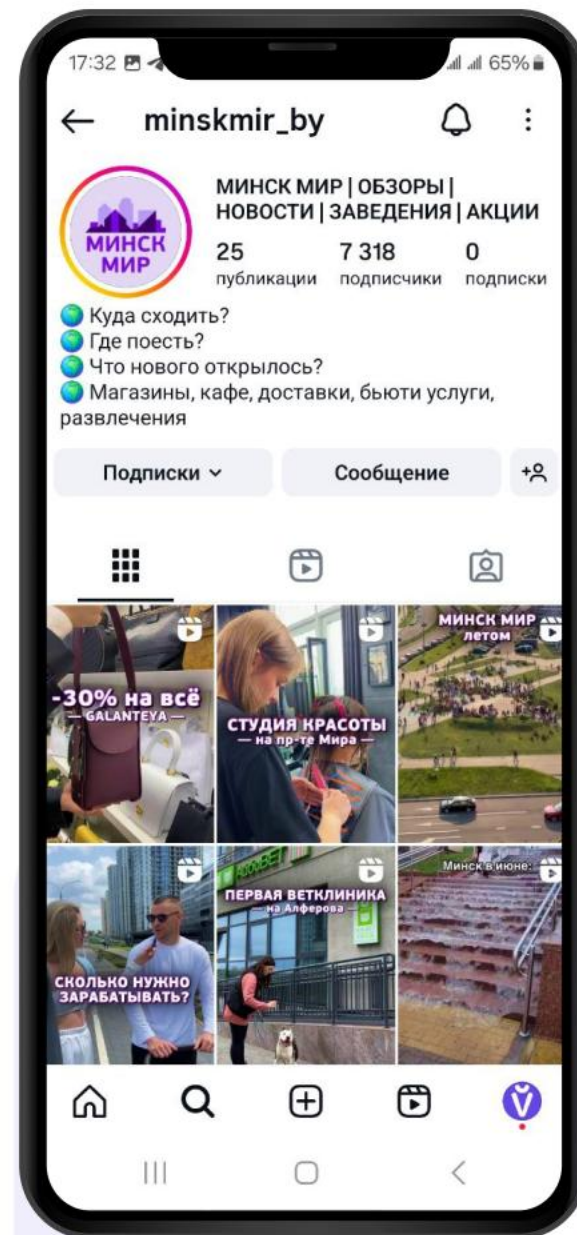 17:32
65%
minskmir_by
МИНСК МИР
МИНСК МИР | ОБЗОРЫ |
НОВОСТИ | ЗАВЕДЕНИЯ | АКЦИИ
25 7 318 0
публикации подписчики подписки
Куда сходить?
Где поесть?
Что нового открылось?
Магазины, кафе, доставки, бьюти услуги,
развлечения
Подписки Сообщение
-30% на всё
— GALANTEYA —
СТУДИЯ КРАСОТЫ
— на пр-те Мира —
МИНСК МИР
летом
СКОЛЬКО НУЖНО
ЗАРАБАТЫВАТЬ?
ПЕРВАЯ ВЕТКЛИНИКА
— на Алферова —
Минск в июне:
V̌